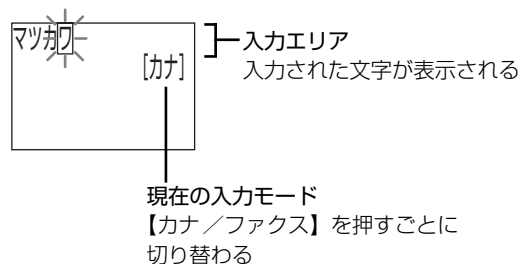 マツカワ
入力エリア
入力された文字が表示される
[カナ]
現在の入力モード
【カナ／ファクス】を押すごとに
切り替わる